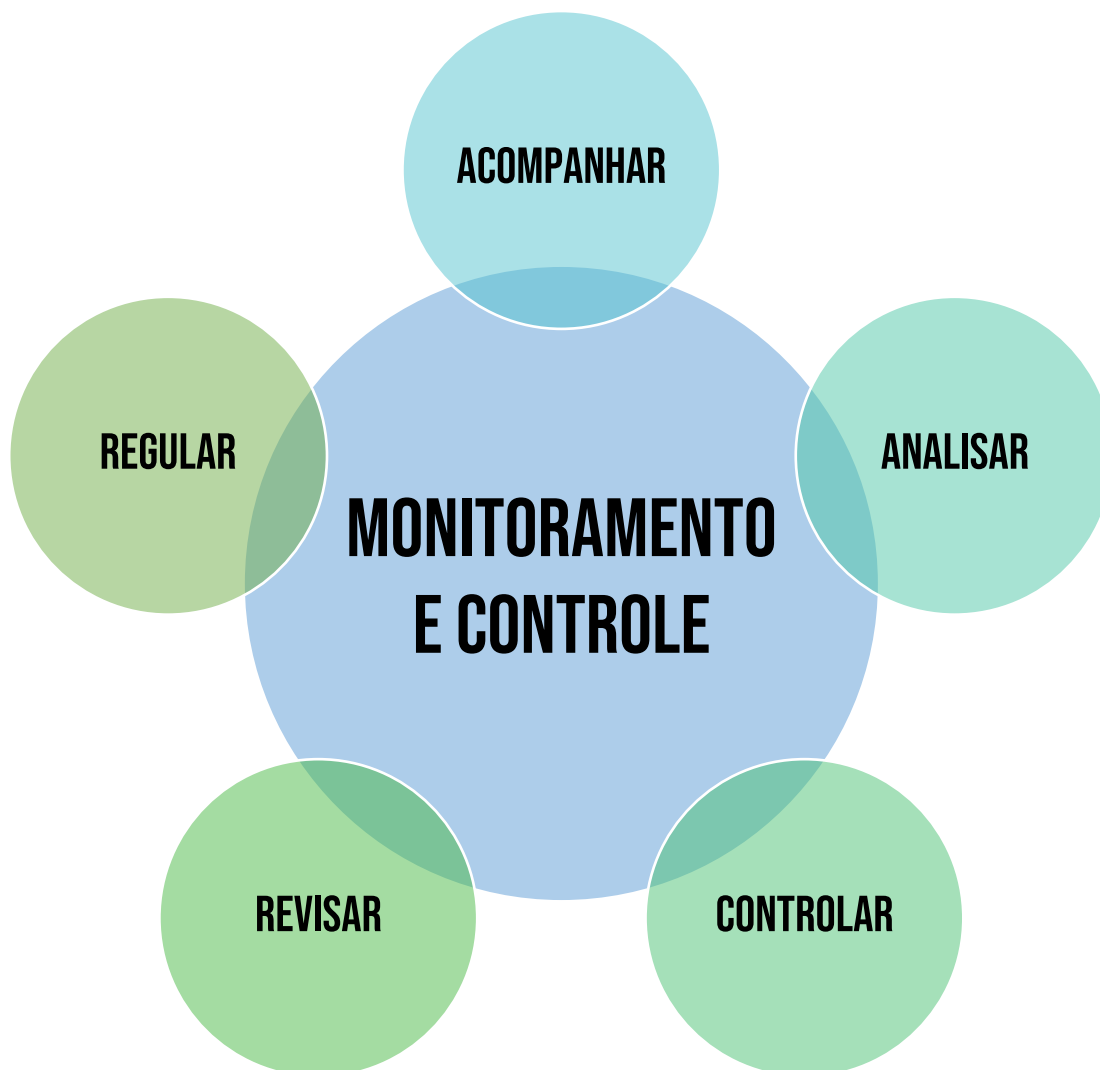 ACOMPANHAR
REGULAR
ANALISAR
MONITORAMENTO
E CONTROLE
REVISAR
CONTROLAR